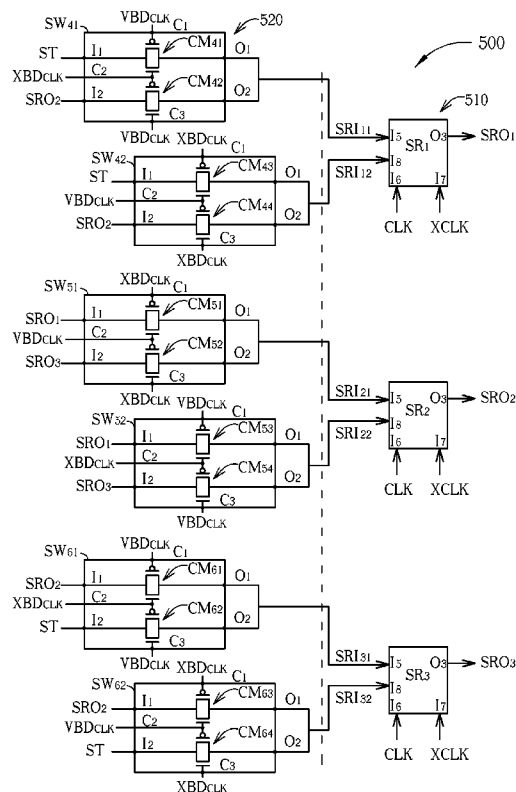 VBDCLK
520
SW41
C1
500
ST
I1
CM41
O1
XBDCLK
C2
CM42
510
SRO2
I2
O2
C3
SRI11
I5
SR1
O3
SRO1
VBDCLK
XBDCLK
SW42
C1
I8
ST
I1
CM43
O1
SRI12
I6
I7
VBDCLK
C2
CM44
SRO2
I2
O2
CLK
XCLK
C3
XBDCLK
XBDCLK
SW51
C1
SRO1
I1
CM51
O1
VBDCLK
C2
CM52
SRO3
I2
O2
C3
SRI21
I5
SR2
O3
SRO2
XBDCLK
VBDCLK
SW52
C1
I8
SRO1
I1
CM53
O1
SRI22
I6
I7
XBDCLK
C2
CM54
SRO3
I2
O2
CLK
XCLK
C3
VBDCLK
VBDCLK
SW61
C1
SRO2
I1
CM61
O1
XBDCLK
C2
CM62
ST
I2
O2
C3
SRI31
I5
SR3
O3
SRO3
VBDCLK
XBDCLK
SW62
C1
I8
SRO2
I1
CM63
O1
SRI32
I6
I7
VBDCLK
C2
CM64
ST
I2
O2
CLK
XCLK
C3
XBDCLK